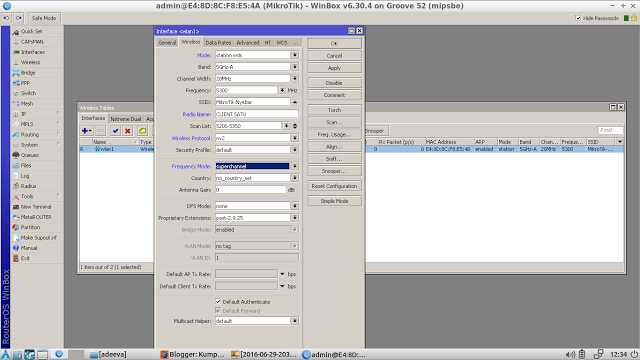 admin@E4:8D:8C:F8:E5:4A (MikroTik) - WinBox v6.30.4 on Groove 52 (mipsbe)
Safe Mode
Hide Passwords
Quick Set
CAPsMAN
Interfaces
Wireless
Bridge
PPP
Switch
Mesh
IP
MPLS
Routing
System
Queues
Files
Log
Radius
Tools
New Terminal
MetaROUTER
Partition
Make Supout.rif
Manual
Exit
RouterOS WinBox
Wireless Tables
Interfaces Nstreme Dual
Snooper
Find
Name Type
Rx Packet (p/s) MAC Address ARP Mode Band Chann... Freque... SSID
wlan1
0 E4:8D:8C:F8:E5:4B enabled station 5GHz-A 20MHz 5300 MikroTik-...
1 item out of 2 (1 selected)
Interface <wlan1>
General Wireless Data Rates Advanced HT WDS ...
Mode: station wds
Band: 5GHz-A
Channel Width: 20MHz
Frequency: 5300 MHz
SSID: MikroTik-Nyebar
Radio Name: CLIENT SATU
Scan List: 5200-5350
Wireless Protocol: nv2
Security Profile: default
Frequency Mode: superchannel
Country: no_country_set
Antenna Gain: 0 dBi
DFS Mode: none
Proprietary Extensions: post-2.9.25
Bridge Mode: enabled
VLAN Mode: no tag
VLAN ID: 1
Default AP Tx Rate: bps
Default Client Tx Rate: bps
Default Authenticate
Default Forward
Multicast Helper: default
OK
Cancel
Apply
Disable
Comment
Torch
Scan...
Freq. Usage...
Align...
Sniff...
Snooper...
Reset Configuration
Simple Mode
[adeeva]
Blogger: Kump...
[2016-06-29-203...
admin@E4:8D:...
12:34